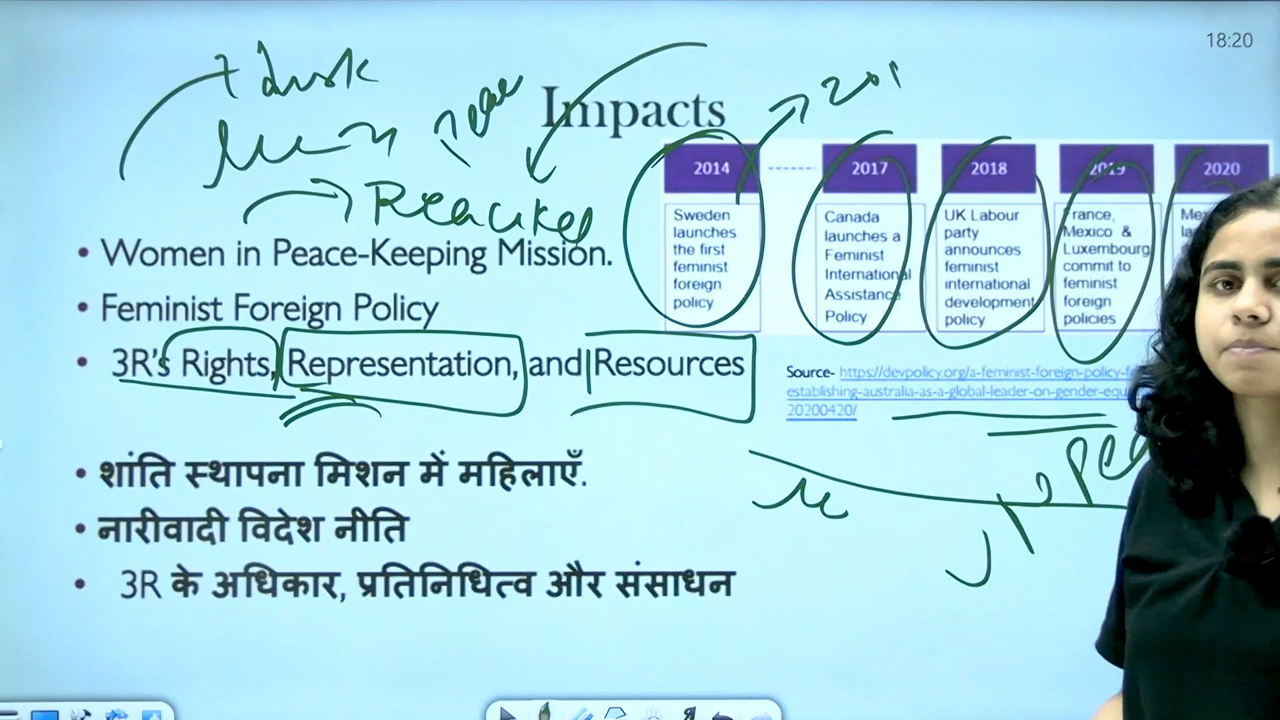 18:20
Impacts
• Women in Peace-Keeping Mission.
• Feminist Foreign Policy
• 3R's Rights, Representation, and Resources
2014
Sweden
launches
the first
feminist
foreign
policy
2017
Canada
launches a
Feminist
International
Assistance
Policy
2018
UK Labour
party
announces
feminist
international
development
policy
2019
France,
Mexico &
Luxembourg
commit to
feminist
foreign
policies
2020
Source- https://devpolicy.org/a-feminist-foreign-policy-
establishing-australia-as-a-global-leader-on-gender-
20200420/
• शांति स्थापना मिशन में महिलाएँ.
• नारीवादी विदेश नीति
• 3R के अधिकार, प्रतिनिधित्व और संसाधन